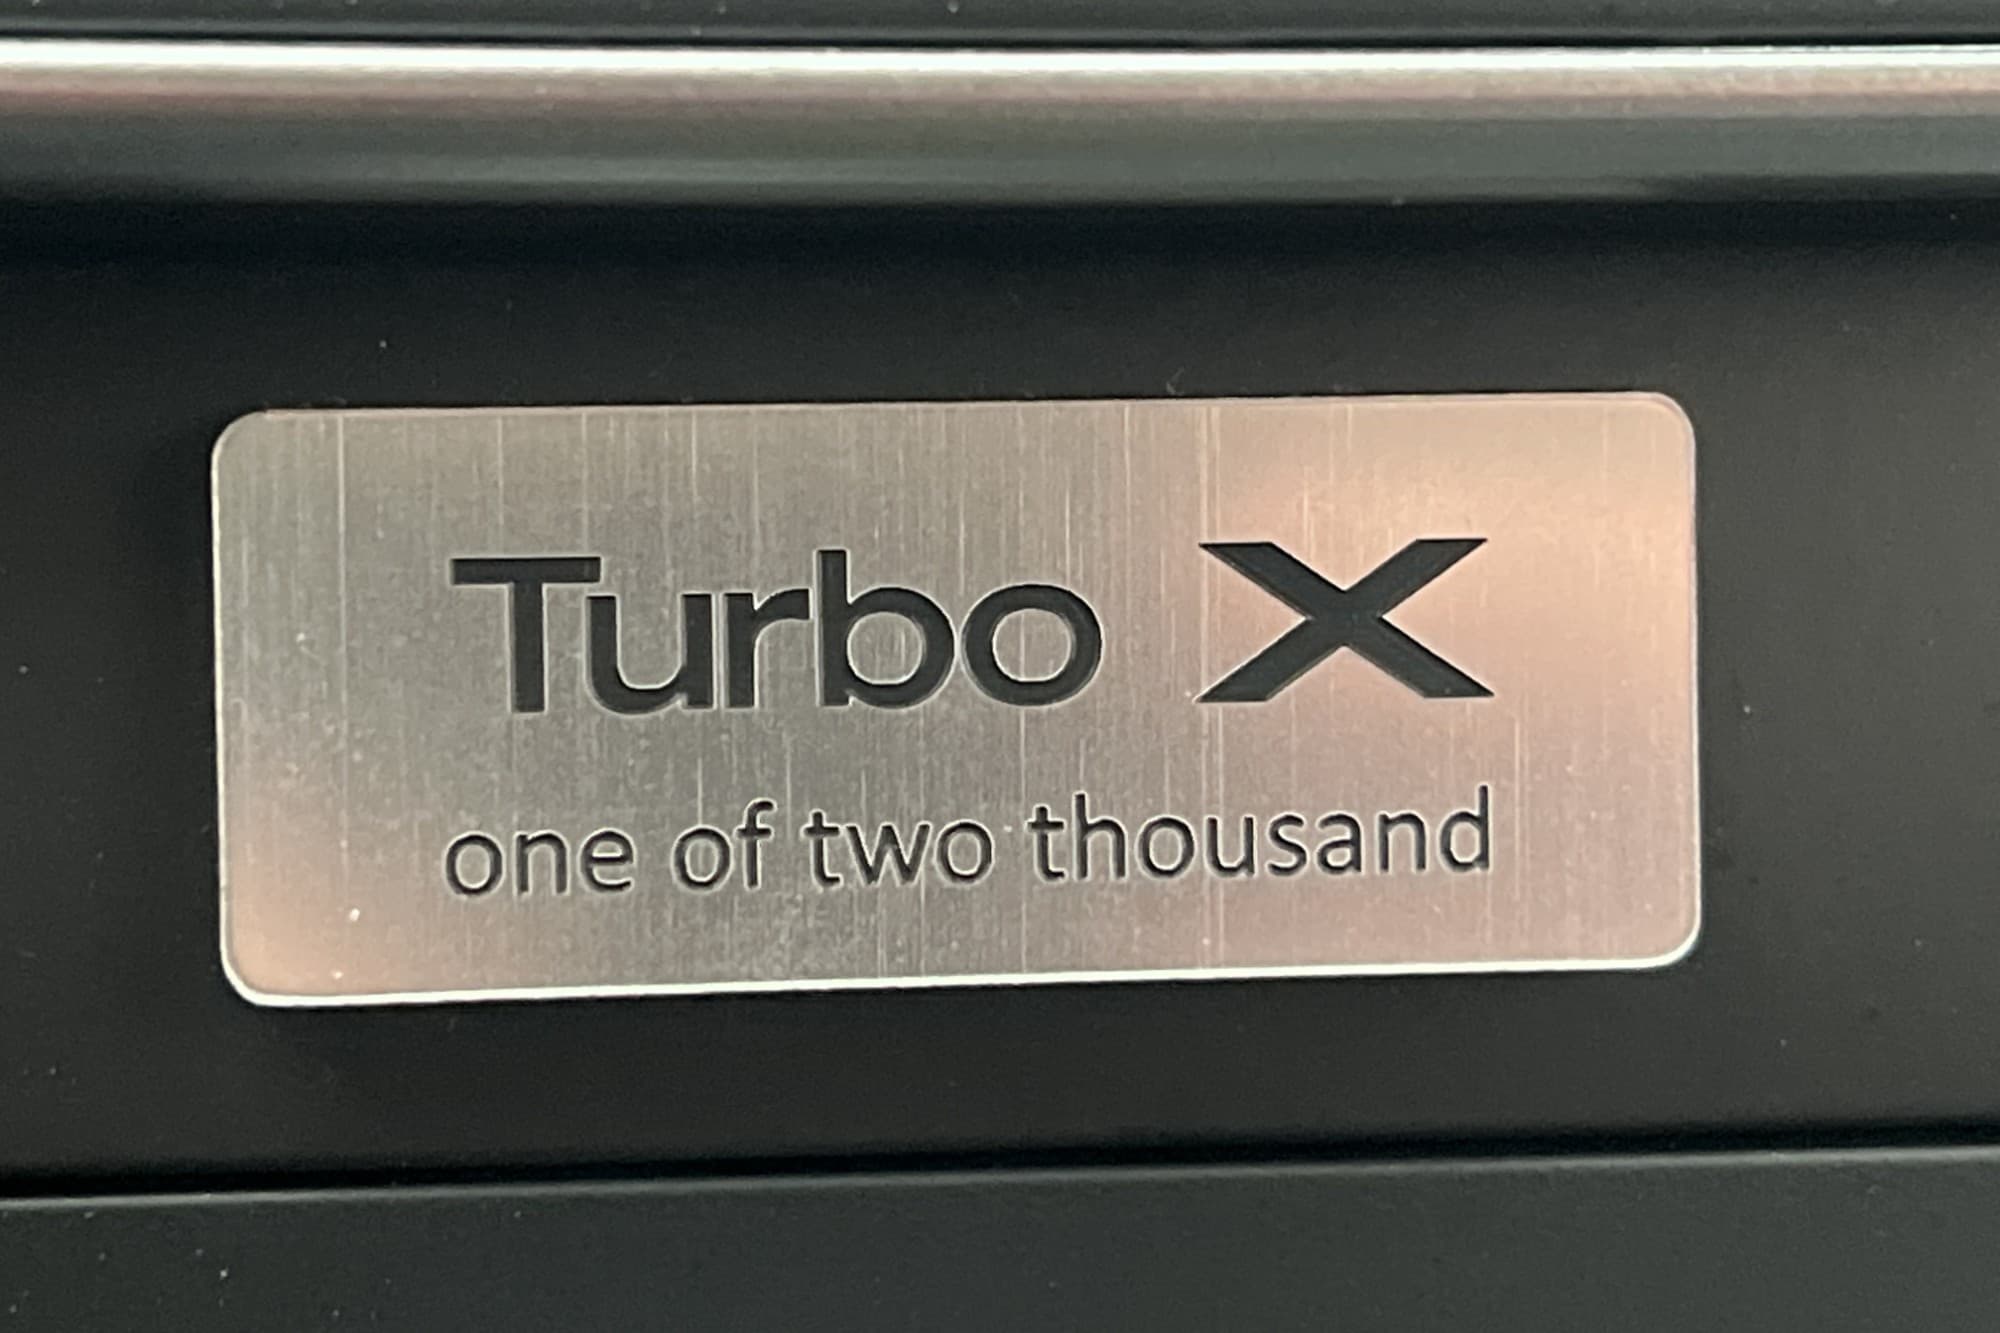 Turbo X
one of two thousand